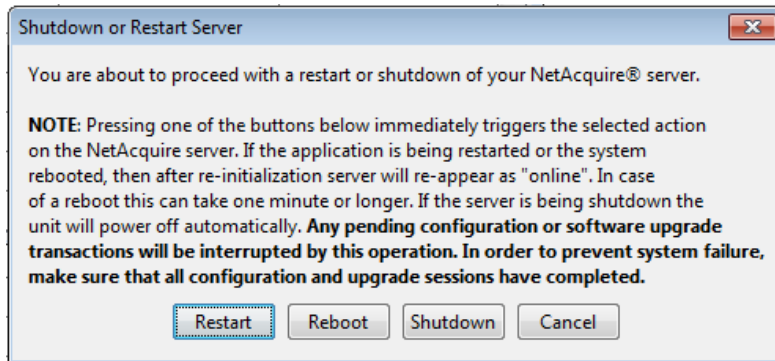 Shutdown or Restart Server
You are about to proceed with a restart or shutdown of your NetAcquire® server.
NOTE: Pressing one of the buttons below immediately triggers the selected action
on the NetAcquire server. If the application is being restarted or the system
rebooted, then after re-initialization server will re-appear as "online". In case
of a reboot this can take one minute or longer. If the server is being shutdown the
unit will power off automatically. Any pending configuration or software upgrade
transactions will be interrupted by this operation. In order to prevent system failure,
make sure that all configuration and upgrade sessions have completed.
Restart Reboot Shutdown Cancel